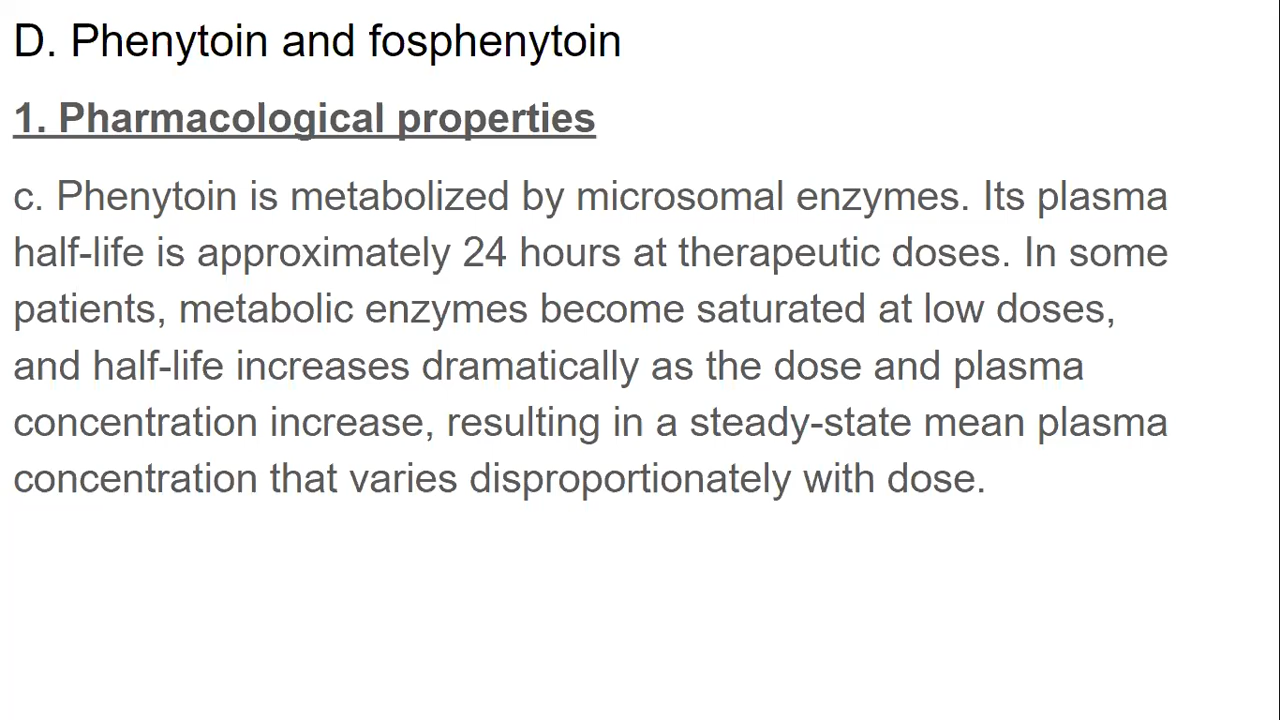 D. Phenytoin and fosphenytoin
1. Pharmacological properties
c. Phenytoin is metabolized by microsomal enzymes. Its plasma
half-life is approximately 24 hours at therapeutic doses. In some
patients, metabolic enzymes become saturated at low doses,
and half-life increases dramatically as the dose and plasma
concentration increase, resulting in a steady-state mean plasma
concentration that varies disproportionately with dose.